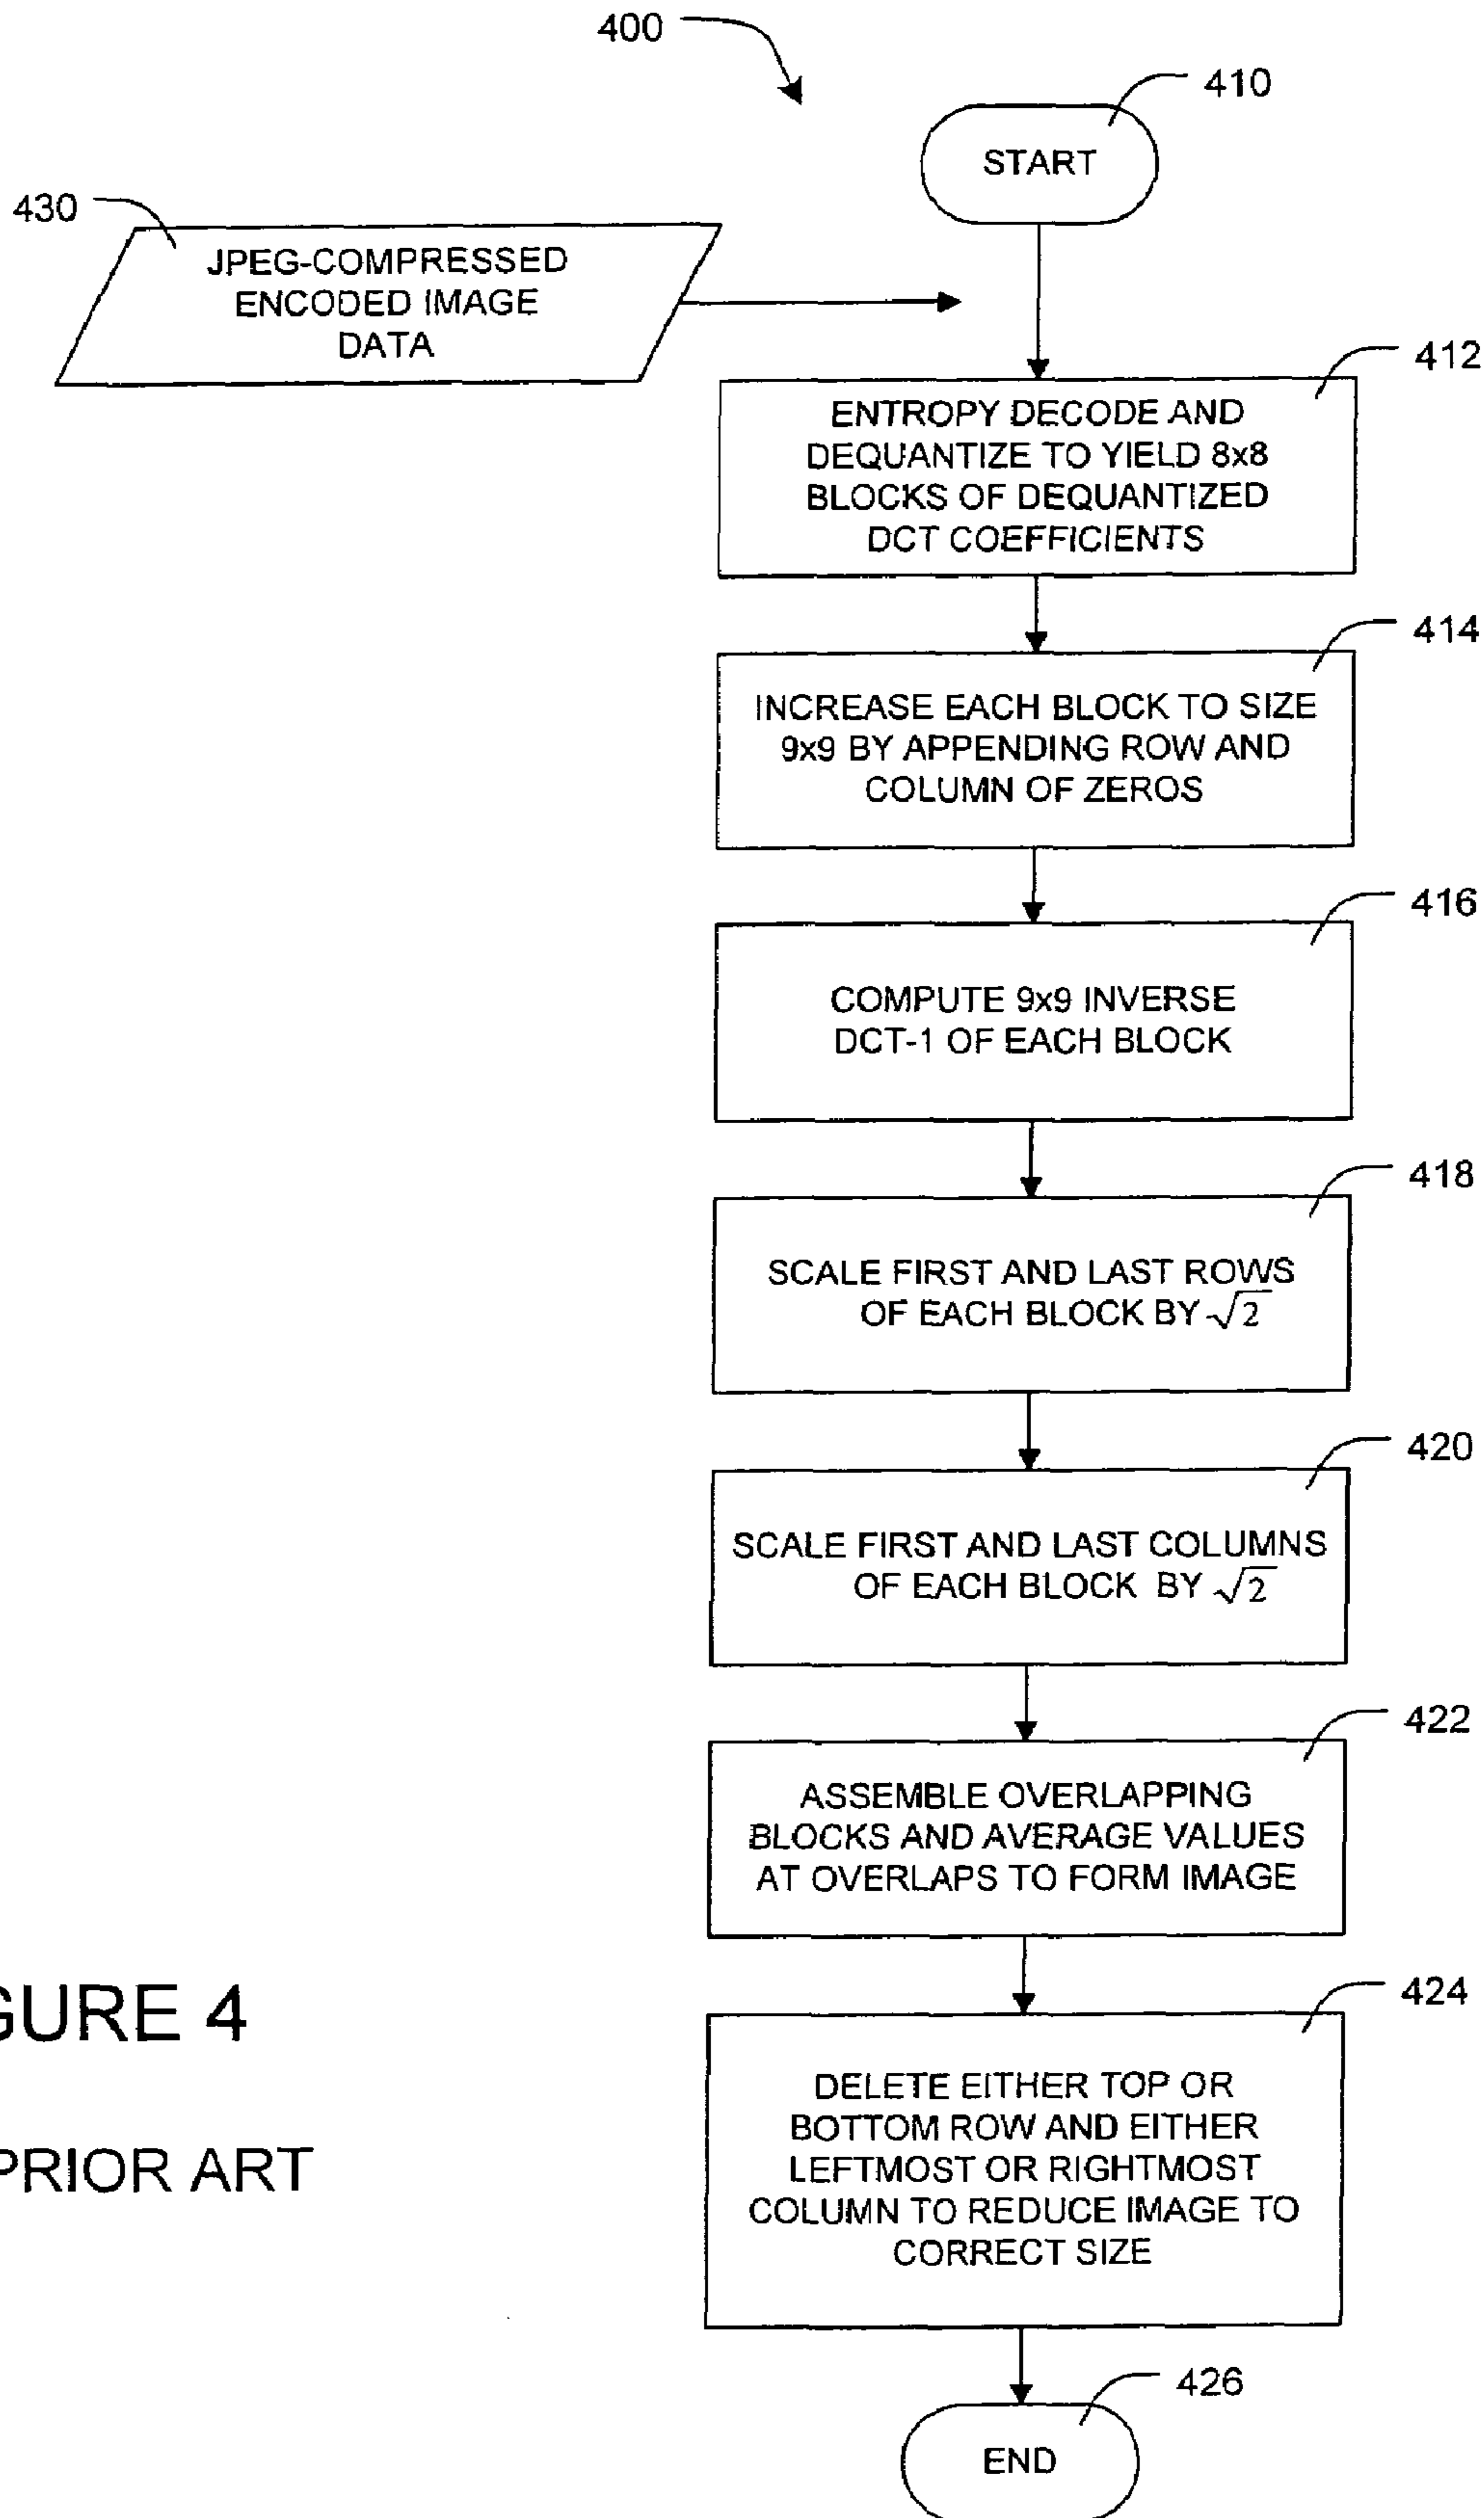 400
410
START
430
JPEG-COMPRESSED
ENCODED IMAGE
DATA
412
ENTROPY DECODE AND
DEQUANTIZE TO YIELD 8x8
BLOCKS OF DEQUANTIZED
DCT COEFFICIENTS
414
INCREASE EACH BLOCK TO SIZE
9x9 BY APPENDING ROW AND
COLUMN OF ZEROS
416
COMPUTE 9x9 INVERSE
DCT-1 OF EACH BLOCK
418
SCALE FIRST AND LAST ROWS
OF EACH BLOCK BY √2
420
SCALE FIRST AND LAST COLUMNS
OF EACH BLOCK BY √2
422
ASSEMBLE OVERLAPPING
BLOCKS AND AVERAGE VALUES
AT OVERLAPS TO FORM IMAGE
424
DELETE EITHER TOP OR
BOTTOM ROW AND EITHER
LEFTMOST OR RIGHTMOST
COLUMN TO REDUCE IMAGE TO
CORRECT SIZE
426
END
GURE 4
PRIOR ART